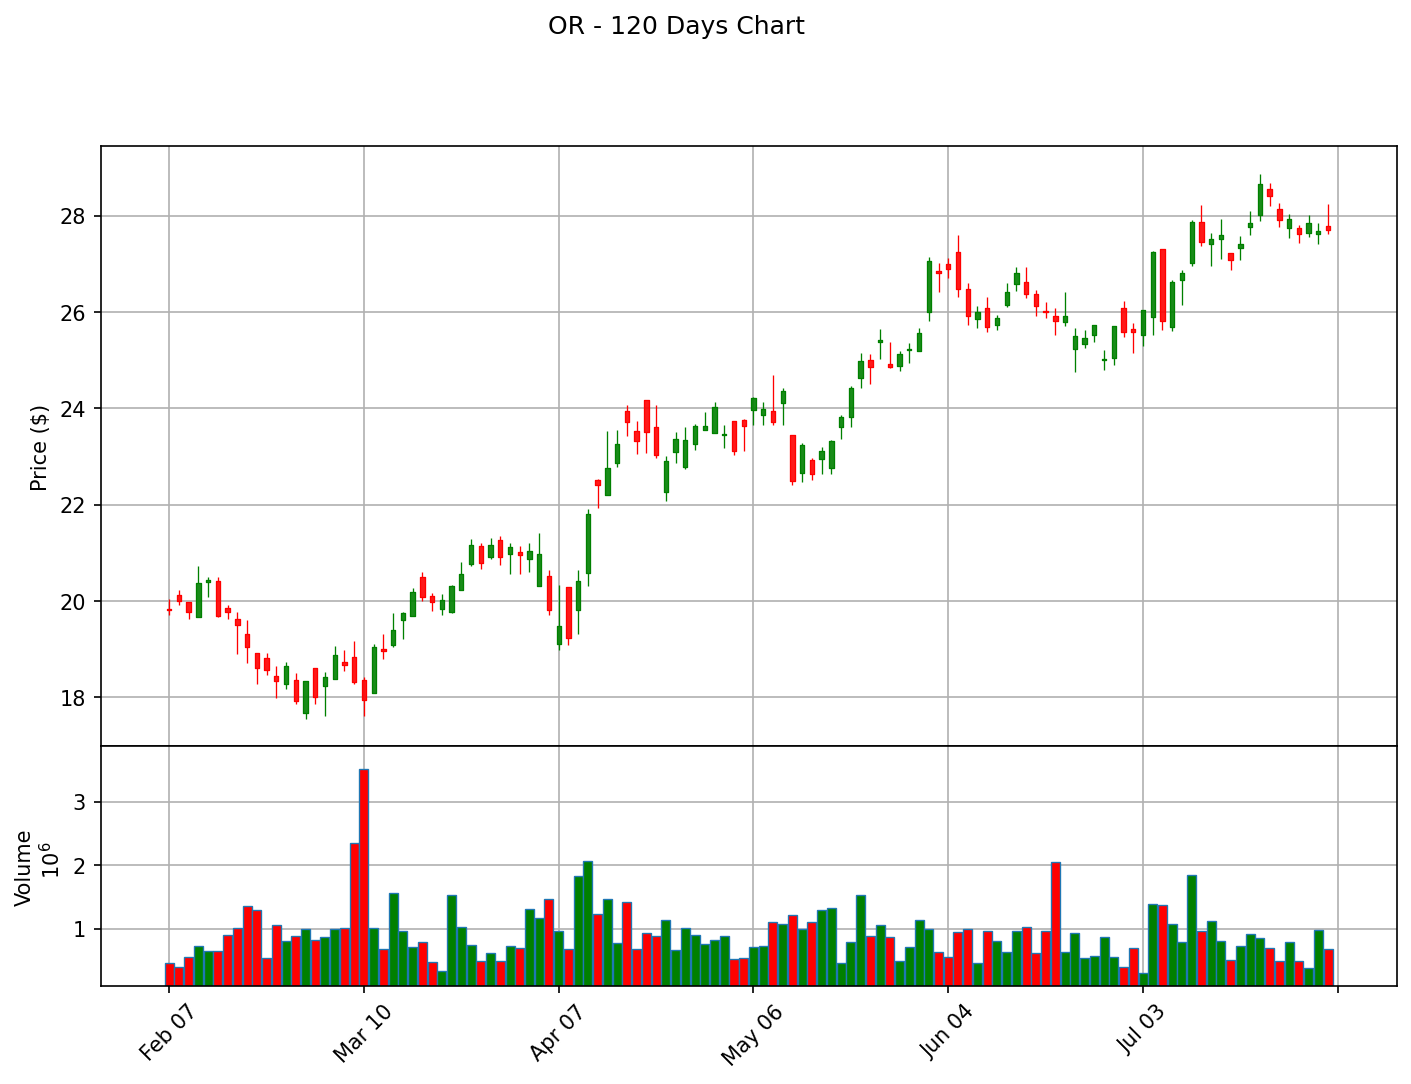 OR - 120 Days Chart
Price ($)
28
26
24
22
20
18
Volume
10^6
3
2
1
Feb 07
Mar 10
Apr 07
May 06
Jun 04
Jul 03